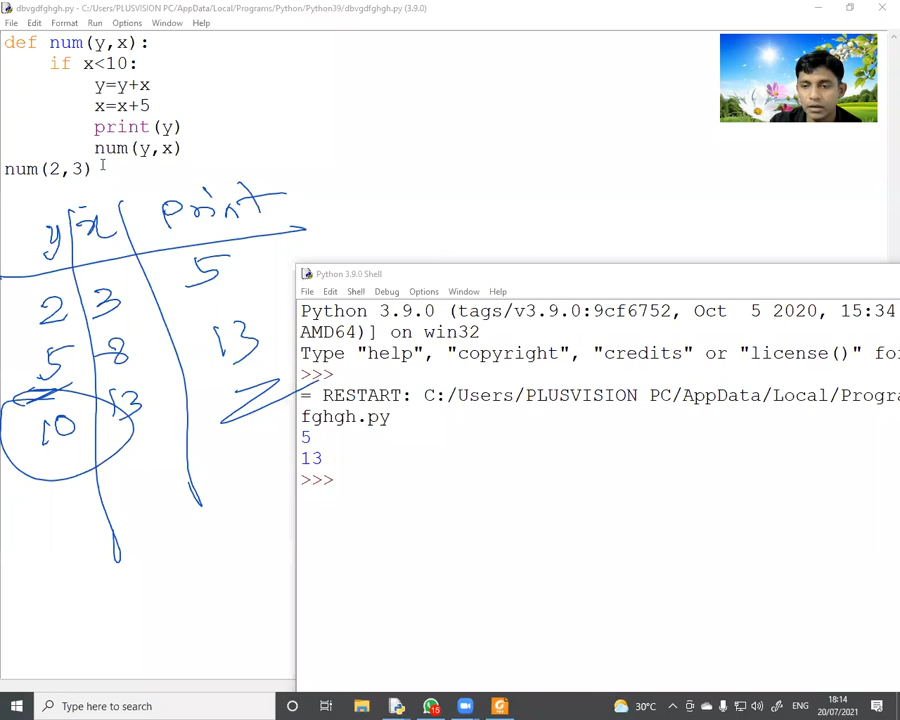 dbvgdfghgh.py - C:/Users/PLUSVISION PC/AppData/Local/Programs/Python/Python39/dbvgdfghgh.py (3.9.0)
File Edit Format Run Options Window Help
def num(y,x):
if x<10:
y=y+x
x=x+5
print(y)
num(y,x)
num(2,3)
y x print
5
2 3
13
5 8
13
10
Python 3.9.0 Shell
File Edit Shell Debug Options Window Help
Python 3.9.0 (tags/v3.9.0:9cf6752, Oct 5 2020, 15:34
AMD64)] on win32
Type "help", "copyright", "credits" or "license()" fo
>>>
= RESTART: C:/Users/PLUSVISION PC/AppData/Local/Progra
fghgh.py
5
13
>>>
Type here to search
15
30°C
ENG
18:14
20/07/2021